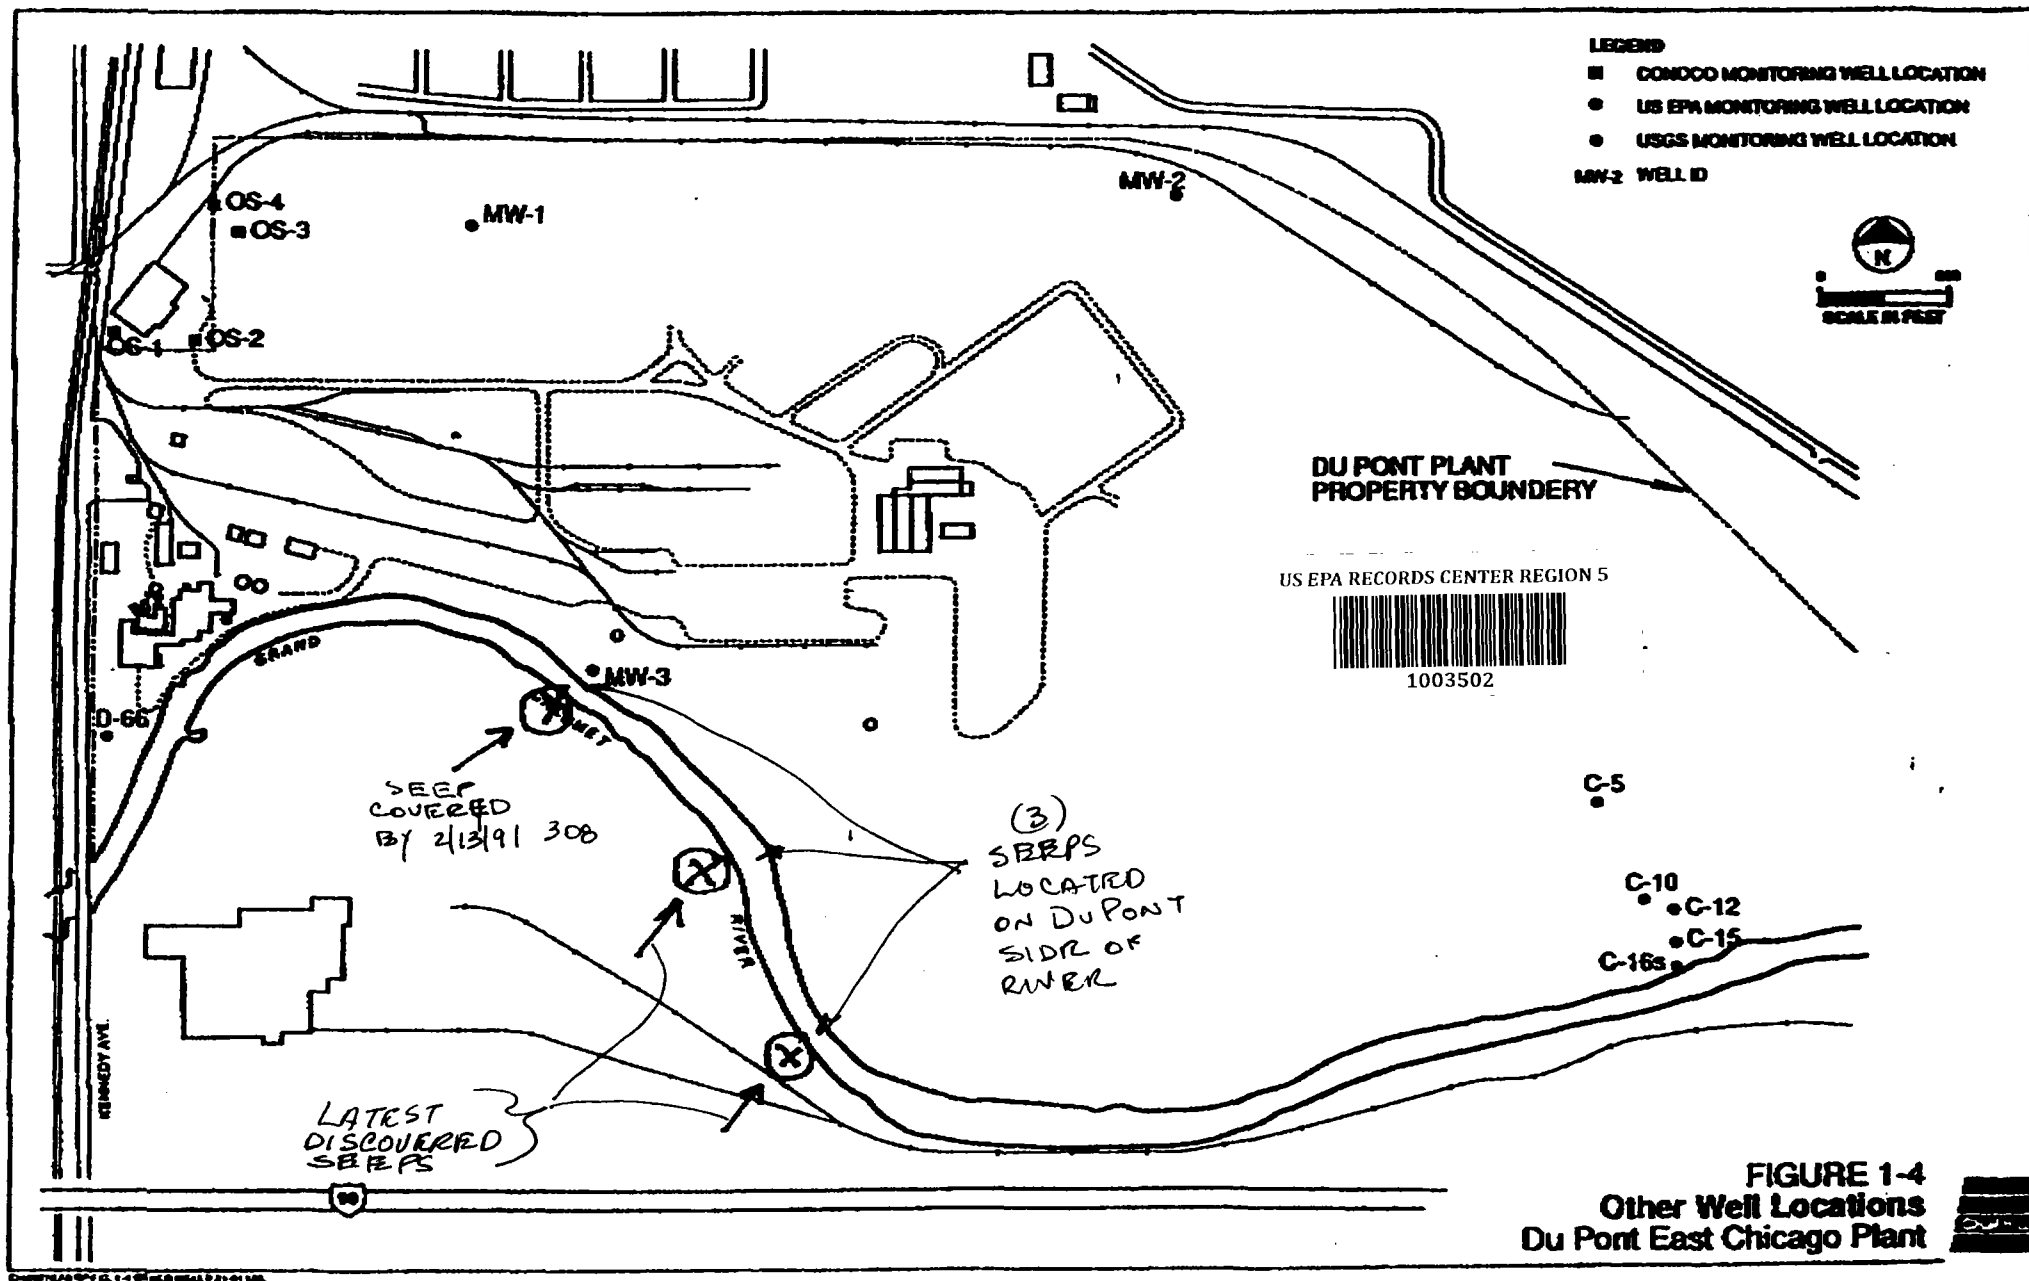 LEGEND
CONOCO MONITORING WELL LOCATION
US EPA MONITORING WELL LOCATION
USGS MONITORING WELL LOCATION
MW-2 WELL ID
N
0
SCALE IN FEET
MW-2
OS-4
OS-3
MW-1
OS-1
OS-2
DU PONT PLANT
PROPERTY BOUNDERY
US EPA RECORDS CENTER REGION 5
1003502
GRAND
MW-3
D-66
SEEP
COVERED
BY 2/13/91 308
(3)
SEEPS
LOCATED
ON DUPONT
SIDE OF
RIVER
C-5
C-10
C-12
C-15
C-16s
RIVER
KENNEDY AVE.
LATEST
DISCOVERED
SEEPS
90
FIGURE 1-4
Other Well Locations
Du Pont East Chicago Plant